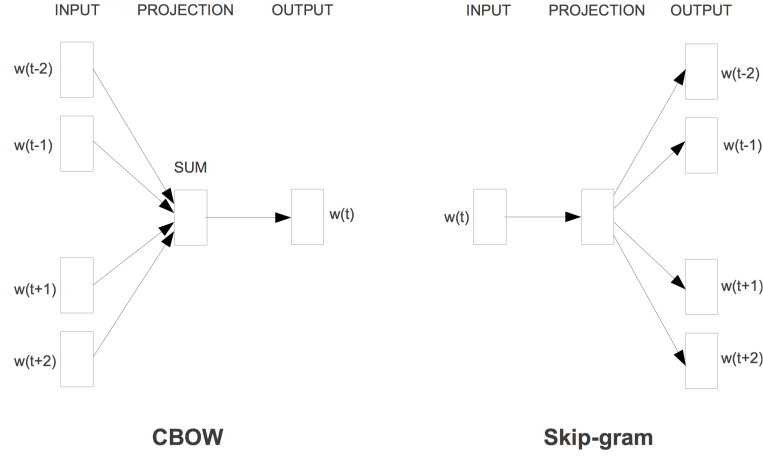 INPUT PROJECTION OUTPUT
w(t-2)
w(t-1)
SUM
w(t)
w(t+1)
w(t+2)
CBOW
INPUT PROJECTION OUTPUT
w(t-2)
w(t-1)
w(t)
w(t+1)
w(t+2)
Skip-gram